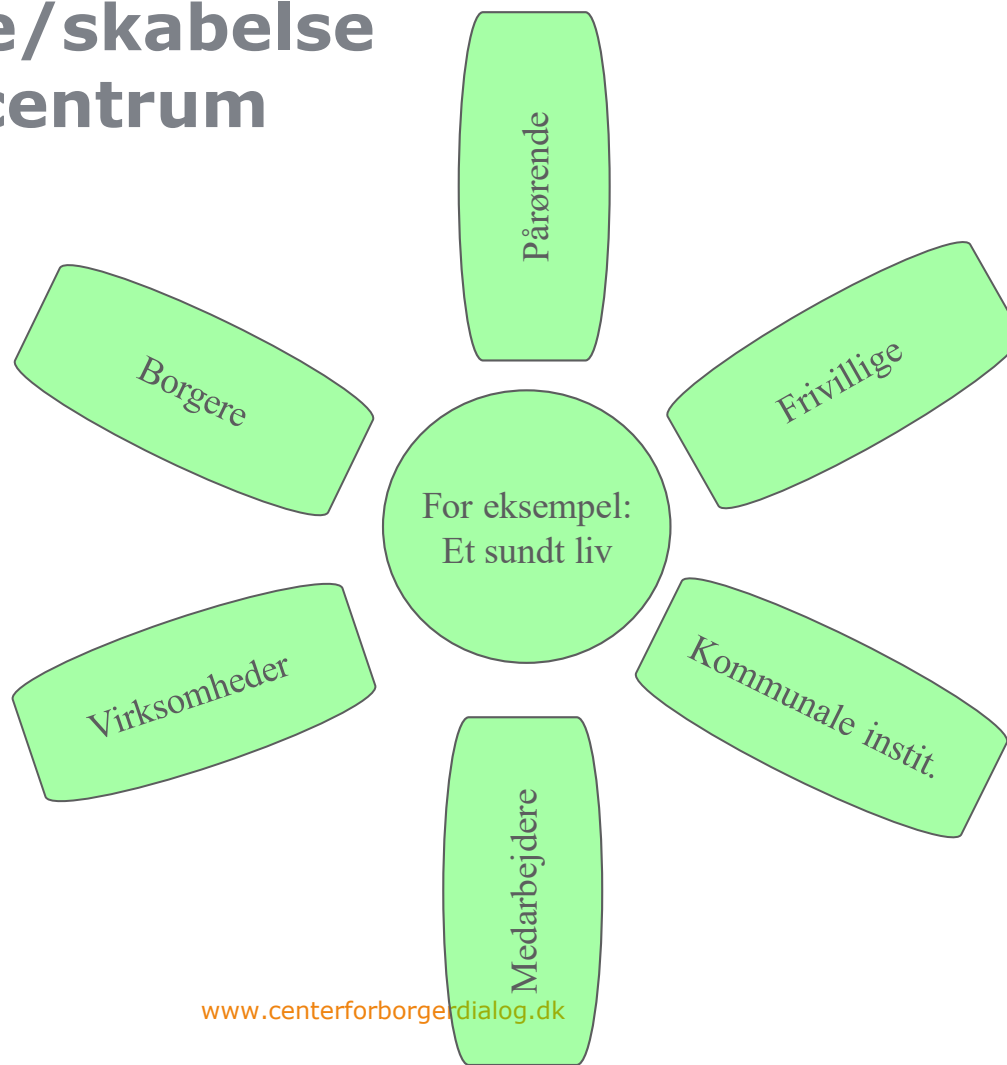 e/skabelse
centrum
Pårørende
Frivillige
Borgere
For eksempel:
Et sundt liv
Kommunale instit.
Virksomheder
Medarbejdere
www.centerforborgerdialog.dk